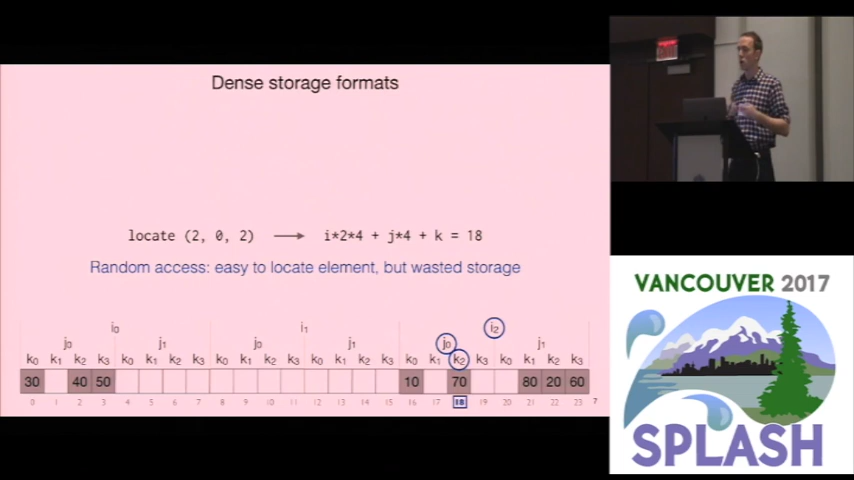 Dense storage formats
locate (2, 0, 2) → i*2*4 + j*4 + k = 18
Random access: easy to locate element, but wasted storage
i0 i1 i2
j0 j1 j0 j1 j0 j1
k0 k1 k2 k3 k0 k1 k2 k3 k0 k1 k2 k3 k0 k1 k2 k3 k0 k1 k2 k3 k0 k1 k2 k3
30 40 50 10 70 80 20 60
0 1 2 3 4 5 6 7 8 9 10 11 12 13 14 15 16 17 18 19 20 21 22 23 ?
VANCOUVER 2017
SPLASH